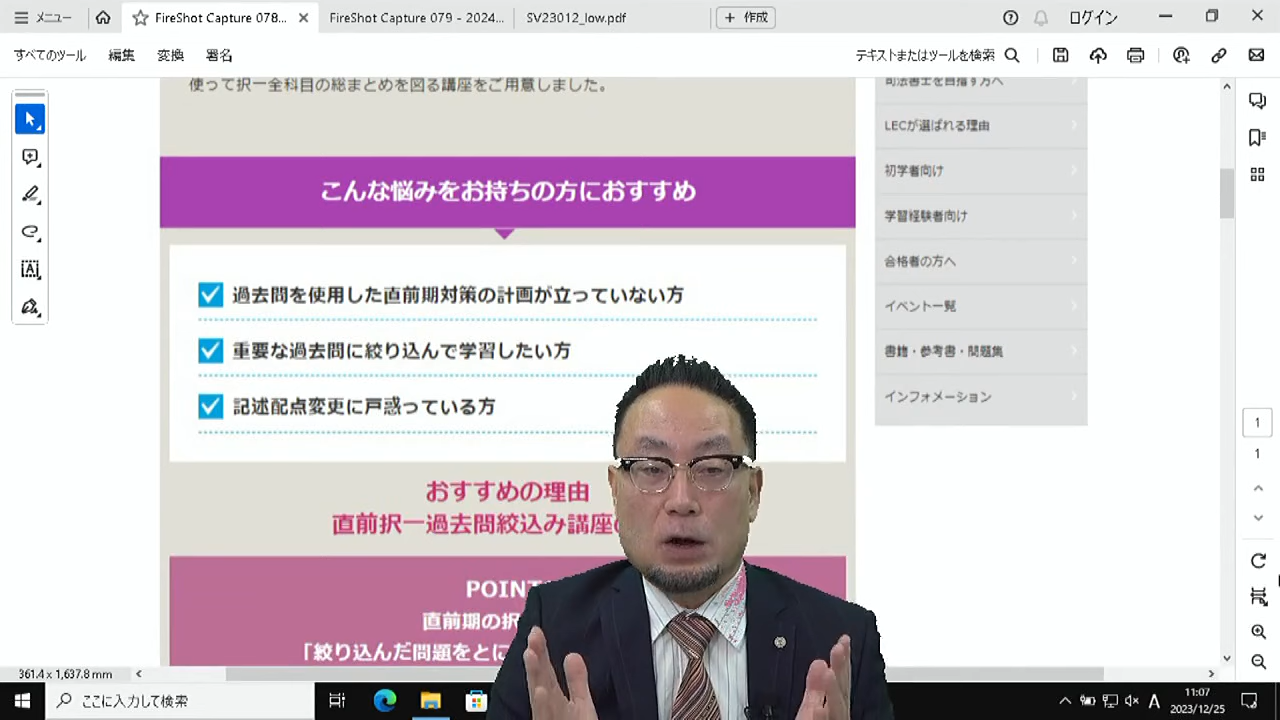 メニュー
FireShot Capture 078...
FireShot Capture 079 - 2024...
SV23012_low.pdf
作成
ログイン
すべてのツール
編集
変換
署名
テキストまたはツールを検索
使って択一全科目の総まとめを図る講座をご用意しました。
こんな悩みをお持ちの方におすすめ
過去問を使用した直前期対策の計画が立っていない方
重要な過去問に絞り込んで学習したい方
記述配点変更に戸惑っている方
おすすめの理由
直前択一過去問絞込み講座
POINT
直前期の択
「絞り込んだ問題をとに
司法書士を目指す方へ
LECが選ばれる理由
初学者向け
学習経験者向け
合格者の方へ
イベント一覧
書籍・参考書・問題集
インフォメーション
1
1
361.4 x 1,637.8 mm
ここに入力して検索
A
11:07
2023/12/25